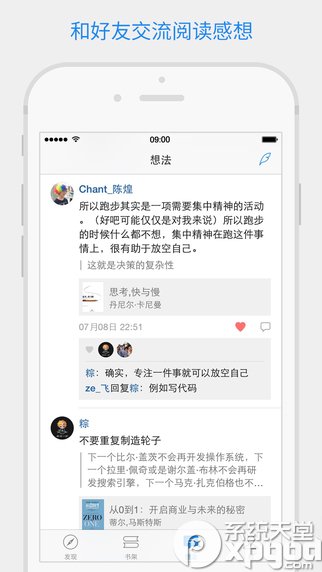 和好友交流阅读感想
09:00
想法
Chant_陈煌
所以跑步其实是一项需要集中精神的活动
。（好吧可能仅仅是对我来说）所以跑步
的时候什么都不想，集中精神在跑这件事
情上，很有助于放空自己。
这就是决策的复杂性
思考,快与慢
丹尼尔·卡尼曼
07月08日 22:51
粽：确实，专注一件事就可以放空自己
ze_飞回复粽：例如写代码
粽
不要重复制造轮子
下一个比尔·盖茨不会再开发操作系统，下
一个拉里·佩奇或是谢尔盖·布林不会再研
发搜索引擎，下一个马克·扎克伯格也不...
ZERO
从0到1：开启商业与未来的秘密
蒂尔,马斯特斯
发现
书架
系统天堂
xpgod
.com